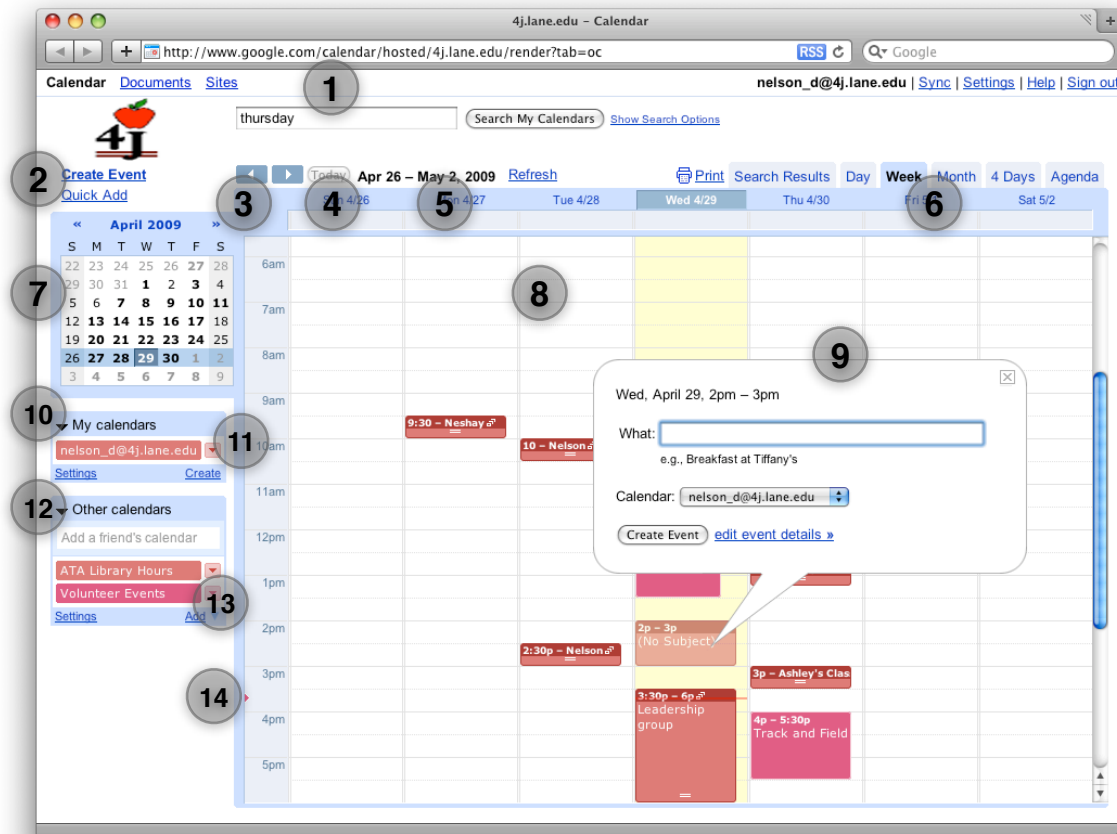 4j.lane.edu – Calendar
http://www.google.com/calendar/hosted/4j.lane.edu/render?tab=oc RSS Google
Calendar Documents Sites nelson_d@4j.lane.edu | Sync | Settings | Help | Sign out
1
4J
thursday Search My Calendars Show Search Options
2 Create Event
Quick Add
Today Apr 26 – May 2, 2009 Refresh Print Search Results Day Week Month 4 Days Agenda
3 4 5 6
Sun 4/26 Mon 4/27 Tue 4/28 Wed 4/29 Thu 4/30 Fri 5/1 Sat 5/2
« April 2009 »
S M T W T F S
22 23 24 25 26 27 28
29 30 31 1 2 3 4
5 6 7 8 9 10 11
12 13 14 15 16 17 18
19 20 21 22 23 24 25
26 27 28 29 30 1 2
3 4 5 6 7 8 9
7
8
9
10 My calendars
nelson_d@4j.lane.edu 11
Settings Create
12 Other calendars
Add a friend's calendar
ATA Library Hours
Volunteer Events 13
Settings Add
14
6am
7am
8am
9am
10am
11am
12pm
1pm
2pm
3pm
4pm
5pm
9:30 – Neshay
10 – Nelson
2:30p – Nelson
Wed, April 29, 2pm – 3pm
What:
e.g., Breakfast at Tiffany's
Calendar: nelson_d@4j.lane.edu
Create Event edit event details »
2p – 3p
(No Subject)
3:30p – 6p
Leadership
group
3p – Ashley's Clas
4p – 5:30p
Track and Field